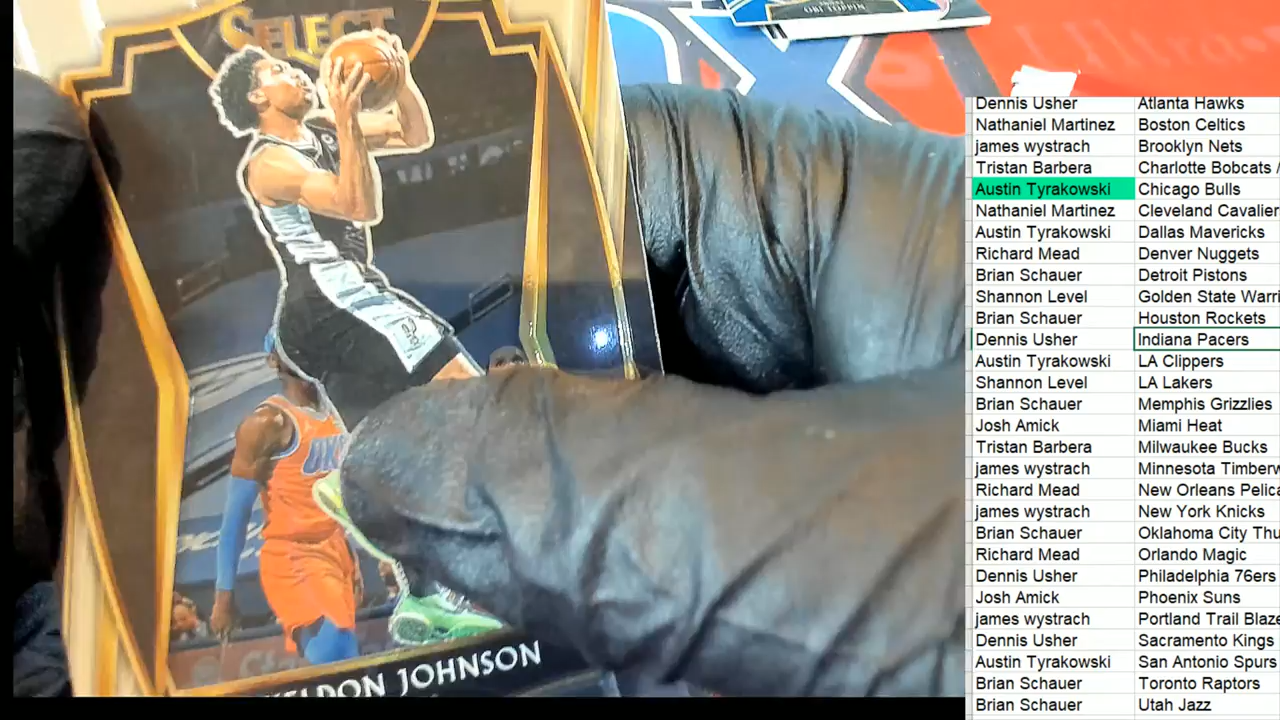 OBI TOPPIN
SELECT
KELDON JOHNSON
Dennis Usher Atlanta Hawks
Nathaniel Martinez Boston Celtics
james wystrach Brooklyn Nets
Tristan Barbera Charlotte Bobcats /
Austin Tyrakowski Chicago Bulls
Nathaniel Martinez Cleveland Cavalier
Austin Tyrakowski Dallas Mavericks
Richard Mead Denver Nuggets
Brian Schauer Detroit Pistons
Shannon Level Golden State Warri
Brian Schauer Houston Rockets
Dennis Usher Indiana Pacers
Austin Tyrakowski LA Clippers
Shannon Level LA Lakers
Brian Schauer Memphis Grizzlies
Josh Amick Miami Heat
Tristan Barbera Milwaukee Bucks
james wystrach Minnesota Timberw
Richard Mead New Orleans Pelica
james wystrach New York Knicks
Brian Schauer Oklahoma City Thu
Richard Mead Orlando Magic
Dennis Usher Philadelphia 76ers
Josh Amick Phoenix Suns
james wystrach Portland Trail Blaze
Dennis Usher Sacramento Kings
Austin Tyrakowski San Antonio Spurs
Brian Schauer Toronto Raptors
Brian Schauer Utah Jazz